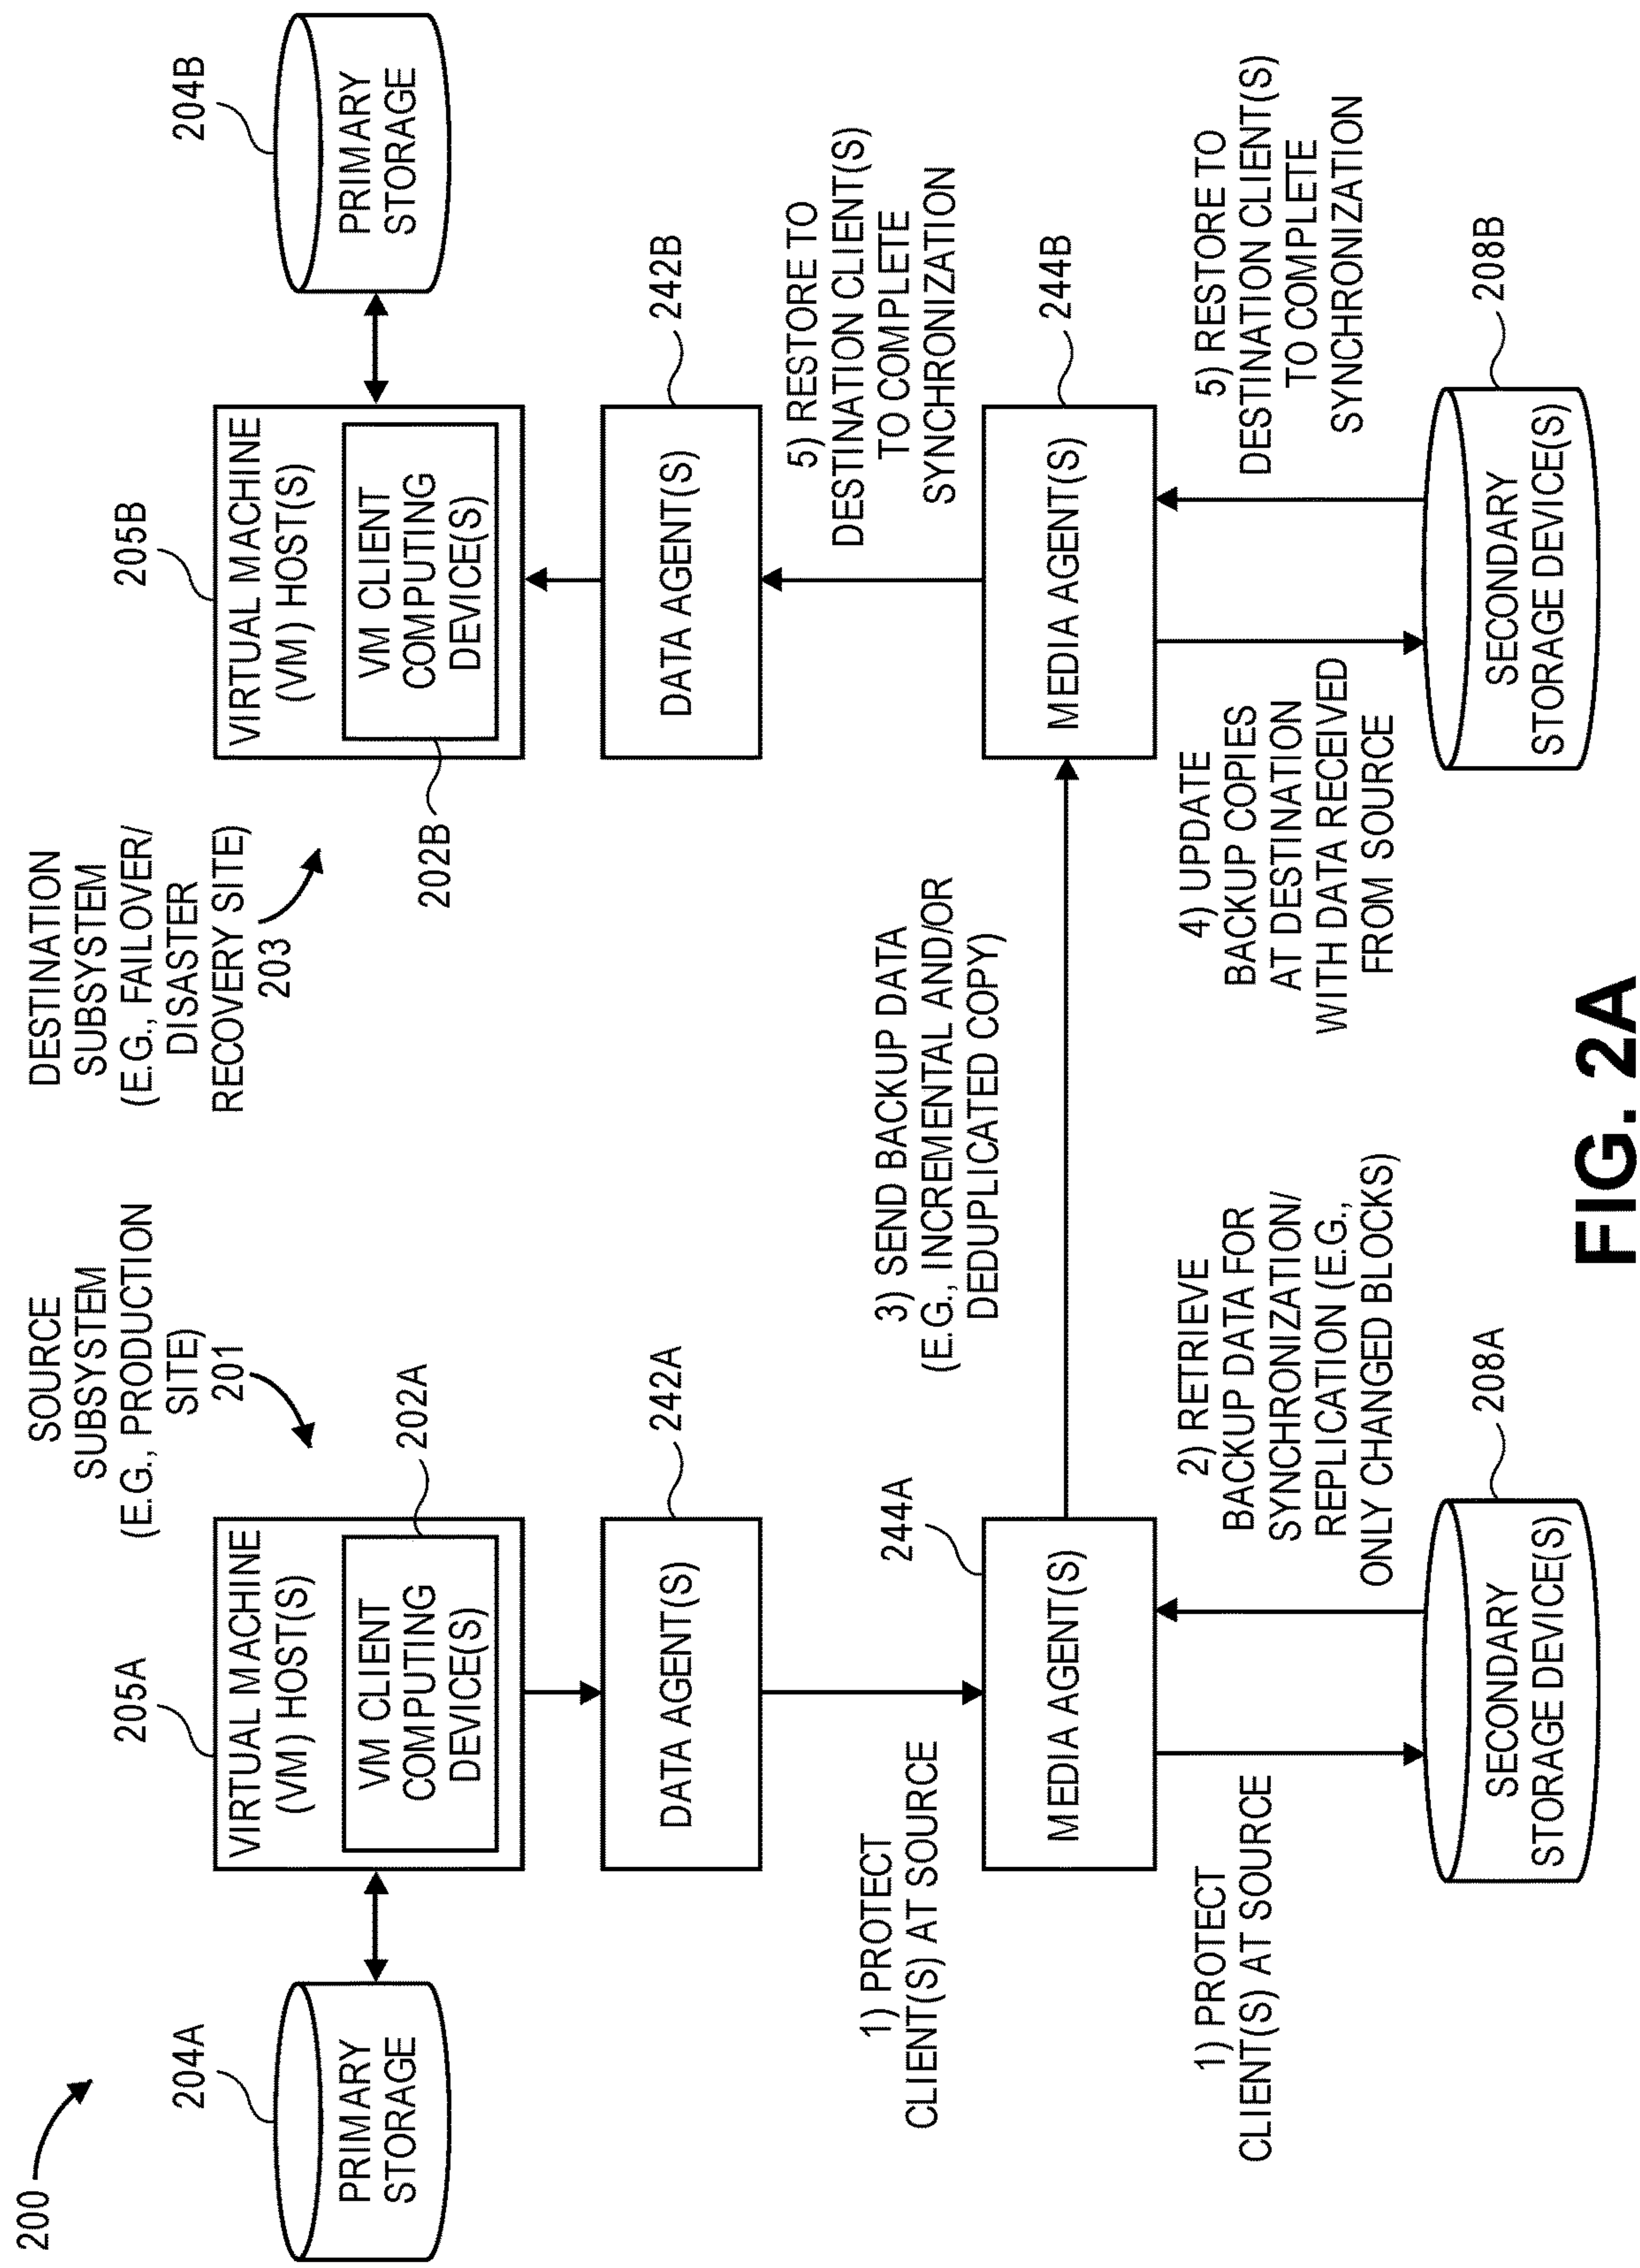 200
SOURCE
SUBSYSTEM
(E.G., PRODUCTION
SITE)
201
DESTINATION
SUBSYSTEM
(E.G., FAILOVER/
DISASTER
RECOVERY SITE)
203
204A
PRIMARY
STORAGE
205A
VIRTUAL MACHINE
(VM) HOST(S)
VM CLIENT
COMPUTING
DEVICE(S)
202A
205B
VIRTUAL MACHINE
(VM) HOST(S)
VM CLIENT
COMPUTING
DEVICE(S)
202B
204B
PRIMARY
STORAGE
DATA AGENT(S)
242A
DATA AGENT(S)
242B
1) PROTECT
CLIENT(S) AT SOURCE
244A
3) SEND BACKUP DATA
(E.G., INCREMENTAL AND/OR
DEDUPLICATED COPY)
5) RESTORE TO
DESTINATION CLIENT(S)
TO COMPLETE
SYNCHRONIZATION
MEDIA AGENT(S)
MEDIA AGENT(S)
244B
1) PROTECT
CLIENT(S) AT SOURCE
2) RETRIEVE
BACKUP DATA FOR
SYNCHRONIZATION/
REPLICATION (E.G.,
ONLY CHANGED BLOCKS)
4) UPDATE
BACKUP COPIES
AT DESTINATION
WITH DATA RECEIVED
FROM SOURCE
5) RESTORE TO
DESTINATION CLIENT(S)
TO COMPLETE
SYNCHRONIZATION
SECONDARY
STORAGE DEVICE(S)
208A
SECONDARY
STORAGE DEVICE(S)
208B
FIG. 2A